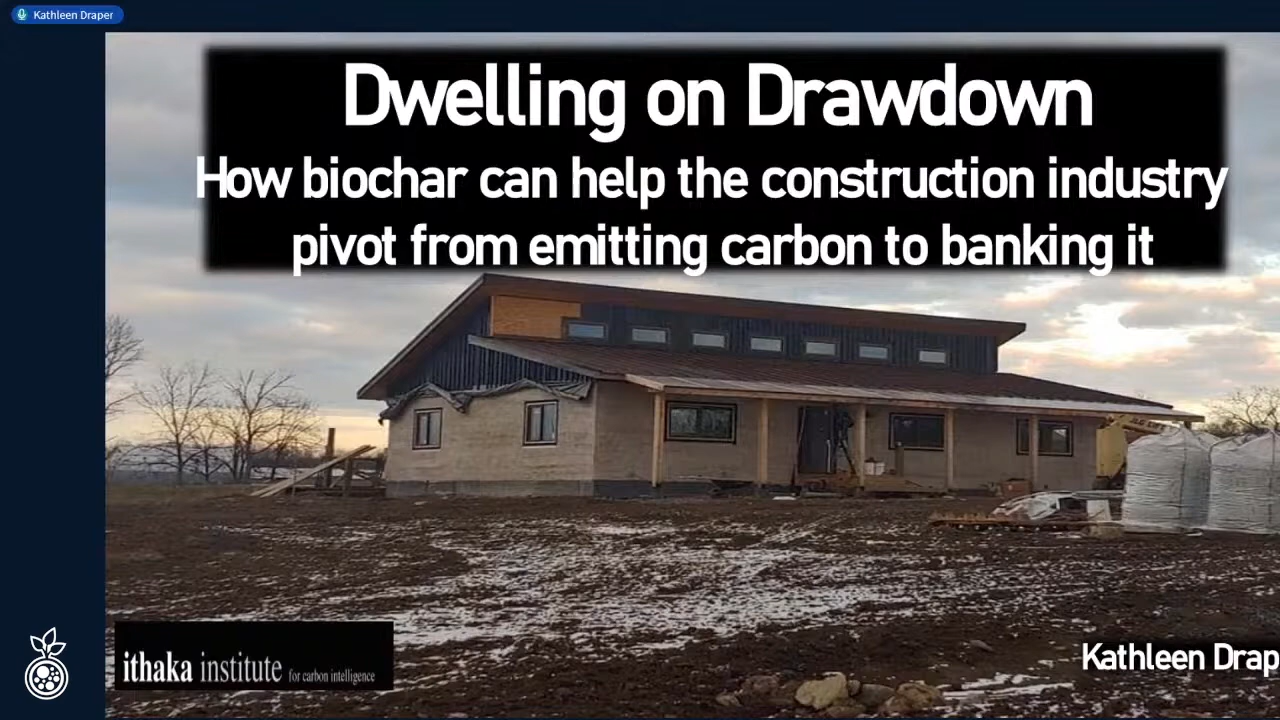 Kathleen Draper
Dwelling on Drawdown
How biochar can help the construction industry
pivot from emitting carbon to banking it
ithaka institute for carbon intelligence
Kathleen Drap